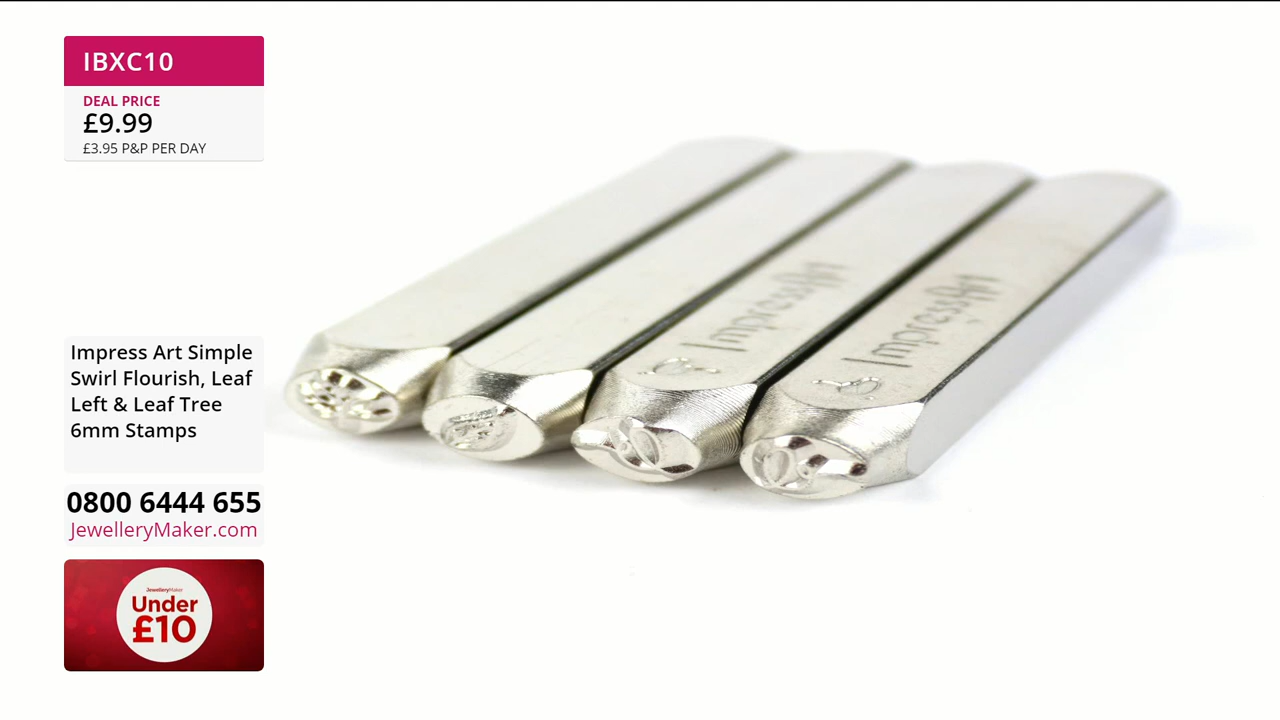 IBXC10
DEAL PRICE
£9.99
£3.95 P&P PER DAY
Impress Art Simple
Swirl Flourish, Leaf
Left & Leaf Tree
6mm Stamps
0800 6444 655
JewelleryMaker.com
JewelleryMaker
Under
£10
ImpressArt
ImpressArt